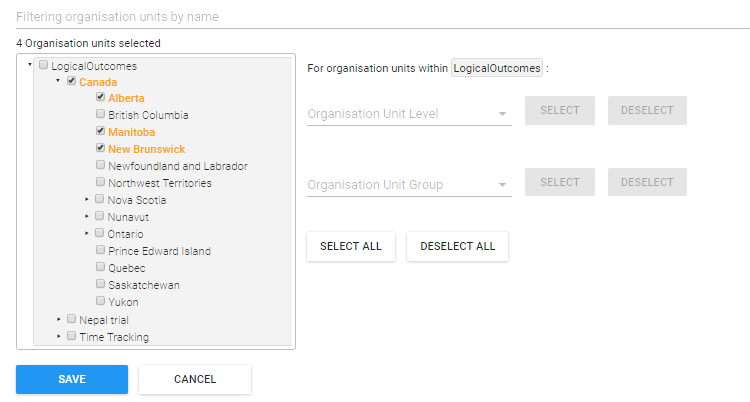 Filtering organisation units by name
4 Organisation units selected
LogicalOutcomes
Canada
Alberta
British Columbia
Manitoba
New Brunswick
Newfoundland and Labrador
Northwest Territories
Nova Scotia
Nunavut
Ontario
Prince Edward Island
Quebec
Saskatchewan
Yukon
Nepal trial
Time Tracking
For organisation units within LogicalOutcomes :
Organisation Unit Level SELECT DESELECT
Organisation Unit Group SELECT DESELECT
SELECT ALL DESELECT ALL
SAVE CANCEL